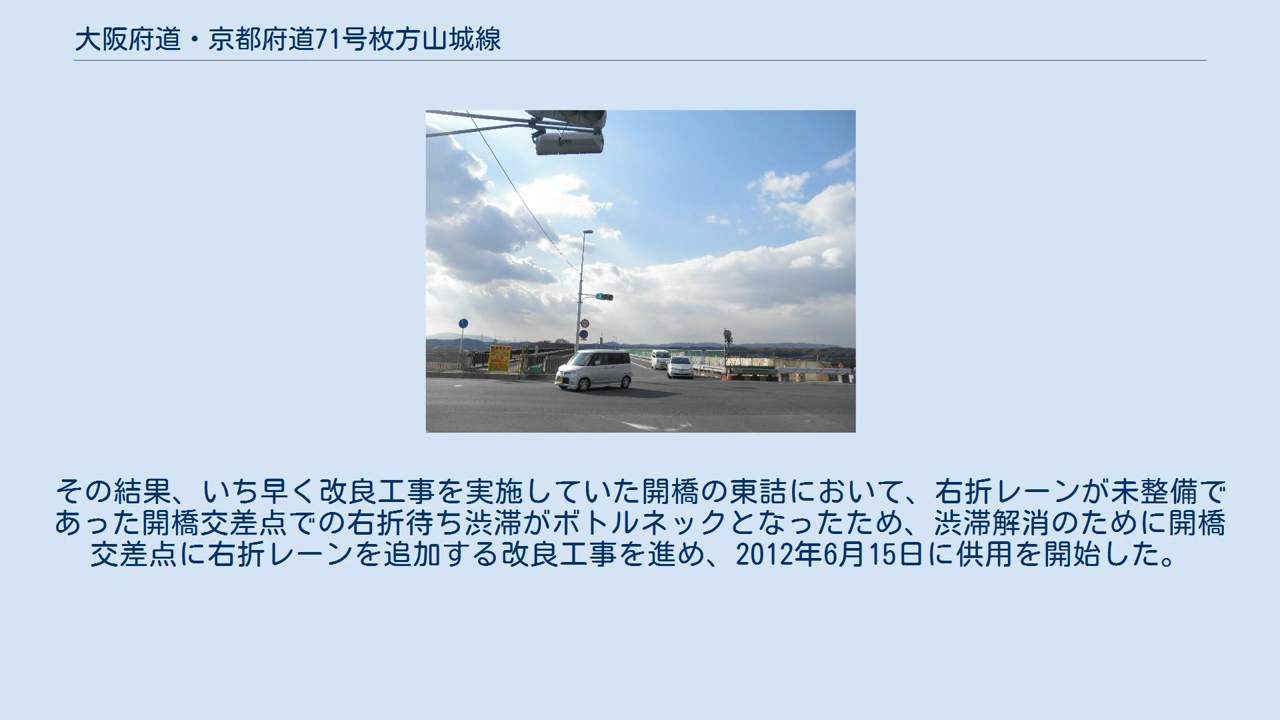 大阪府道・京都府道71号枚方山城線
その結果、いち早く改良工事を実施していた開橋の東詰において、右折レーンが未整備で
あった開橋交差点での右折待ち渋滞がボトルネックとなったため、渋滞解消のために開橋
交差点に右折レーンを追加する改良工事を進め、2012年6月15日に供用を開始した。